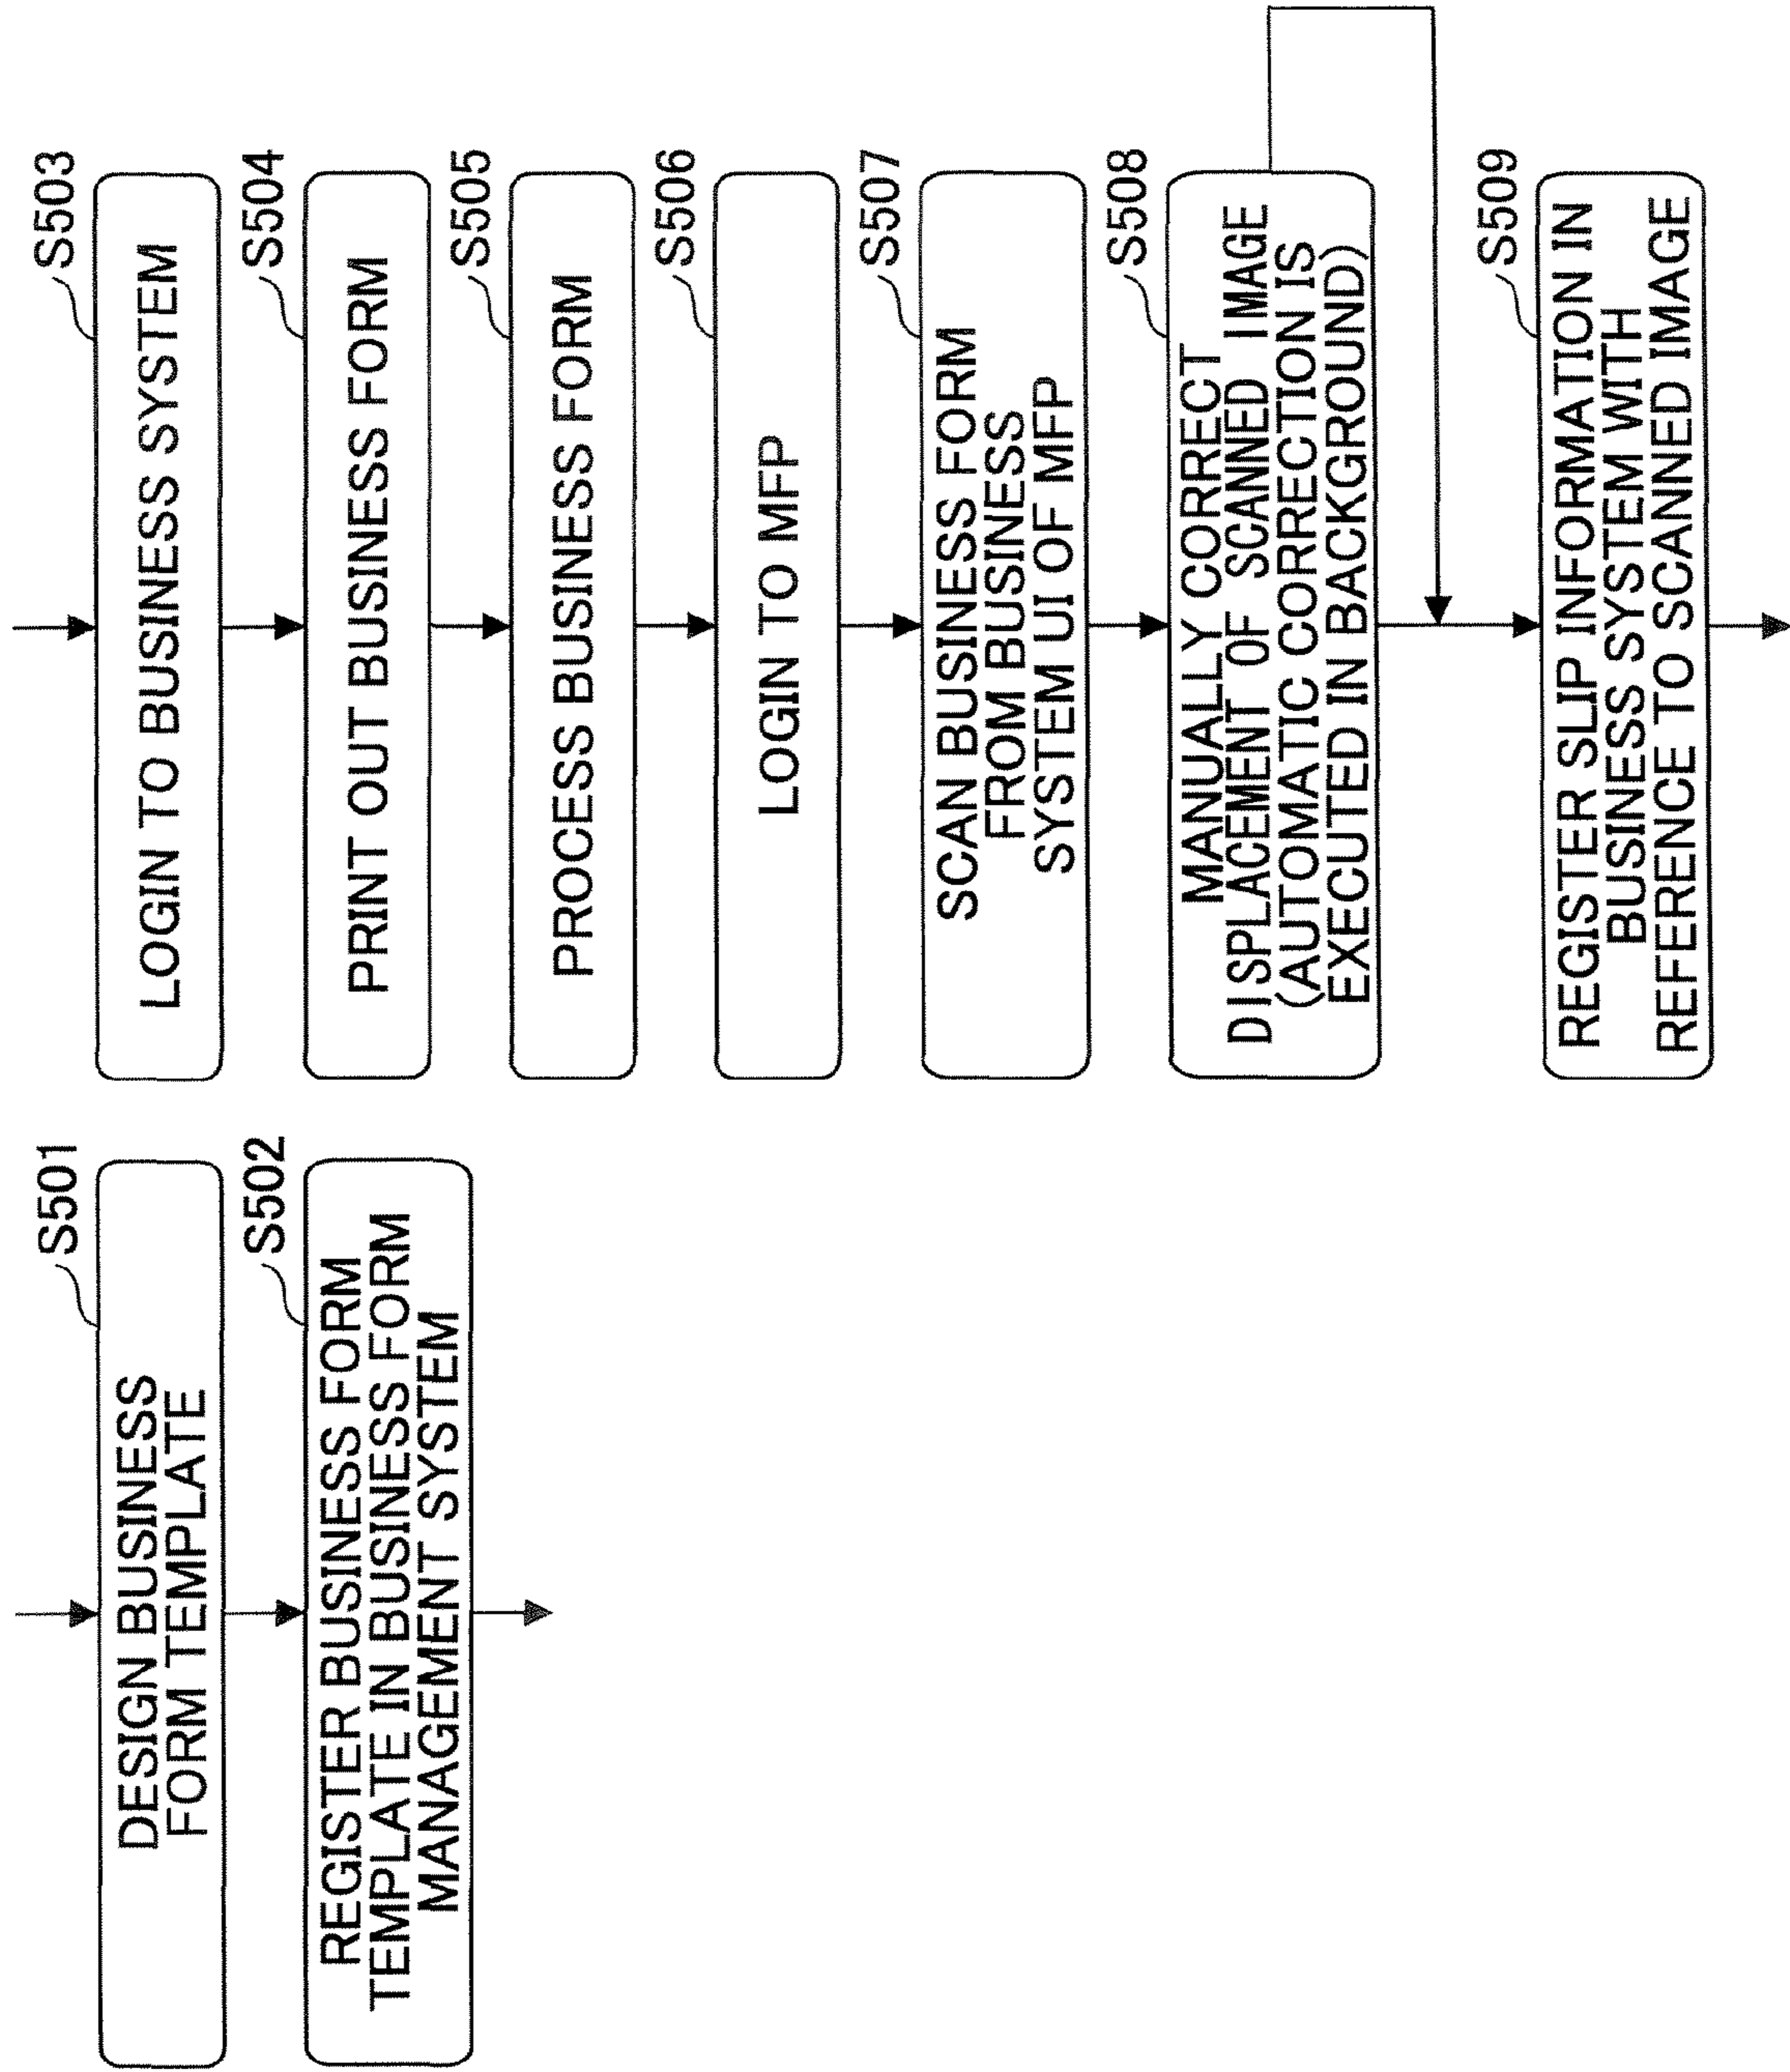 S501
DESIGN BUSINESS
FORM TEMPLATE
S502
REGISTER BUSINESS FORM
TEMPLATE IN BUSINESS FORM
MANAGEMENT SYSTEM
S503
LOGIN TO BUSINESS SYSTEM
S504
PRINT OUT BUSINESS FORM
S505
PROCESS BUSINESS FORM
S506
LOGIN TO MFP
S507
SCAN BUSINESS FORM
FROM BUSINESS
SYSTEM UI OF MFP
S508
MANUALLY CORRECT
DISPLACEMENT OF SCANNED IMAGE
(AUTOMATIC CORRECTION IS
EXECUTED IN BACKGROUND)
S509
REGISTER SLIP INFORMATION IN
BUSINESS SYSTEM WITH
REFERENCE TO SCANNED IMAGE